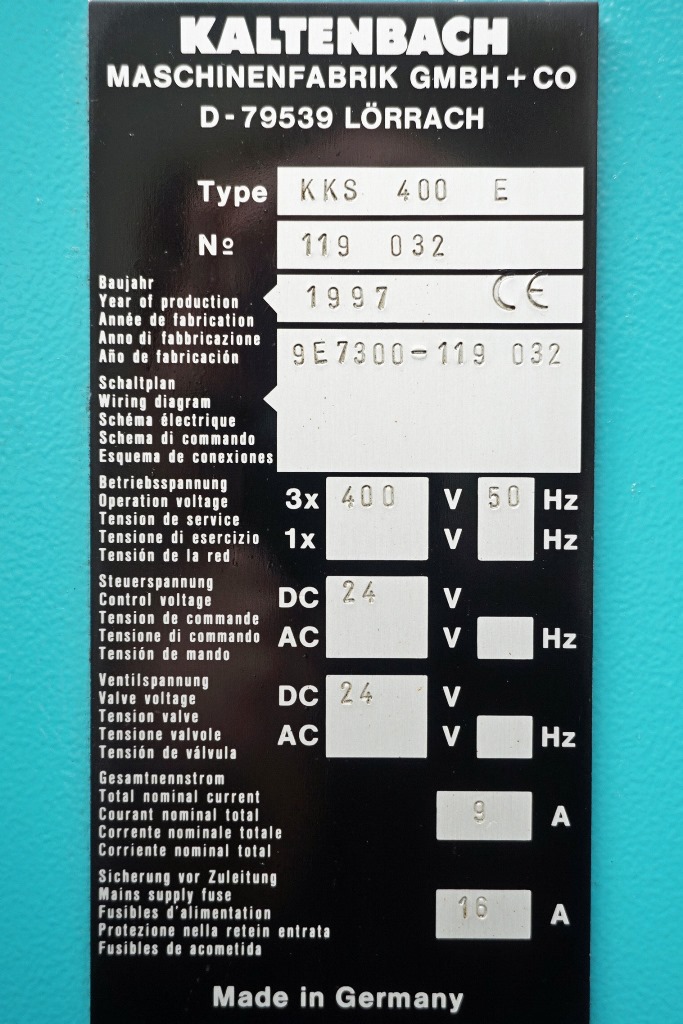 KALTENBACH
MASCHINENFABRIK GMBH + CO
D-79539 LÖRRACH
Type KKS 400 E
Nº 119 032
Baujahr
Year of production 1997 CE
Année de fabrication
Anno di fabbricazione
Año de fabricación
9E7300-119 032
Schaltplan
Wiring diagram
Schéma électrique
Schema di commando
Esquema de conexiones
Betriebsspannung
Operation voltage 3x 400 V 50 Hz
Tension de service
Tensione di esercizio 1x V Hz
Tensión de la red
Steuerspannung
Control voltage DC 24 V
Tension de commande
Tensione di commando AC V Hz
Tensión de mando
Ventilspannung
Valve voltage DC 24 V
Tension valve
Tensione valvole AC V Hz
Tensión de válvula
Gesamtnennstrom
Total nominal current
Courant nominal total 9 A
Corrente nominale totale
Corriente nominal total
Sicherung vor Zuleitung
Mains supply fuse
Fusibles d'alimentation 16 A
Protezione nella retein entrata
Fusibles de acometida
Made in Germany